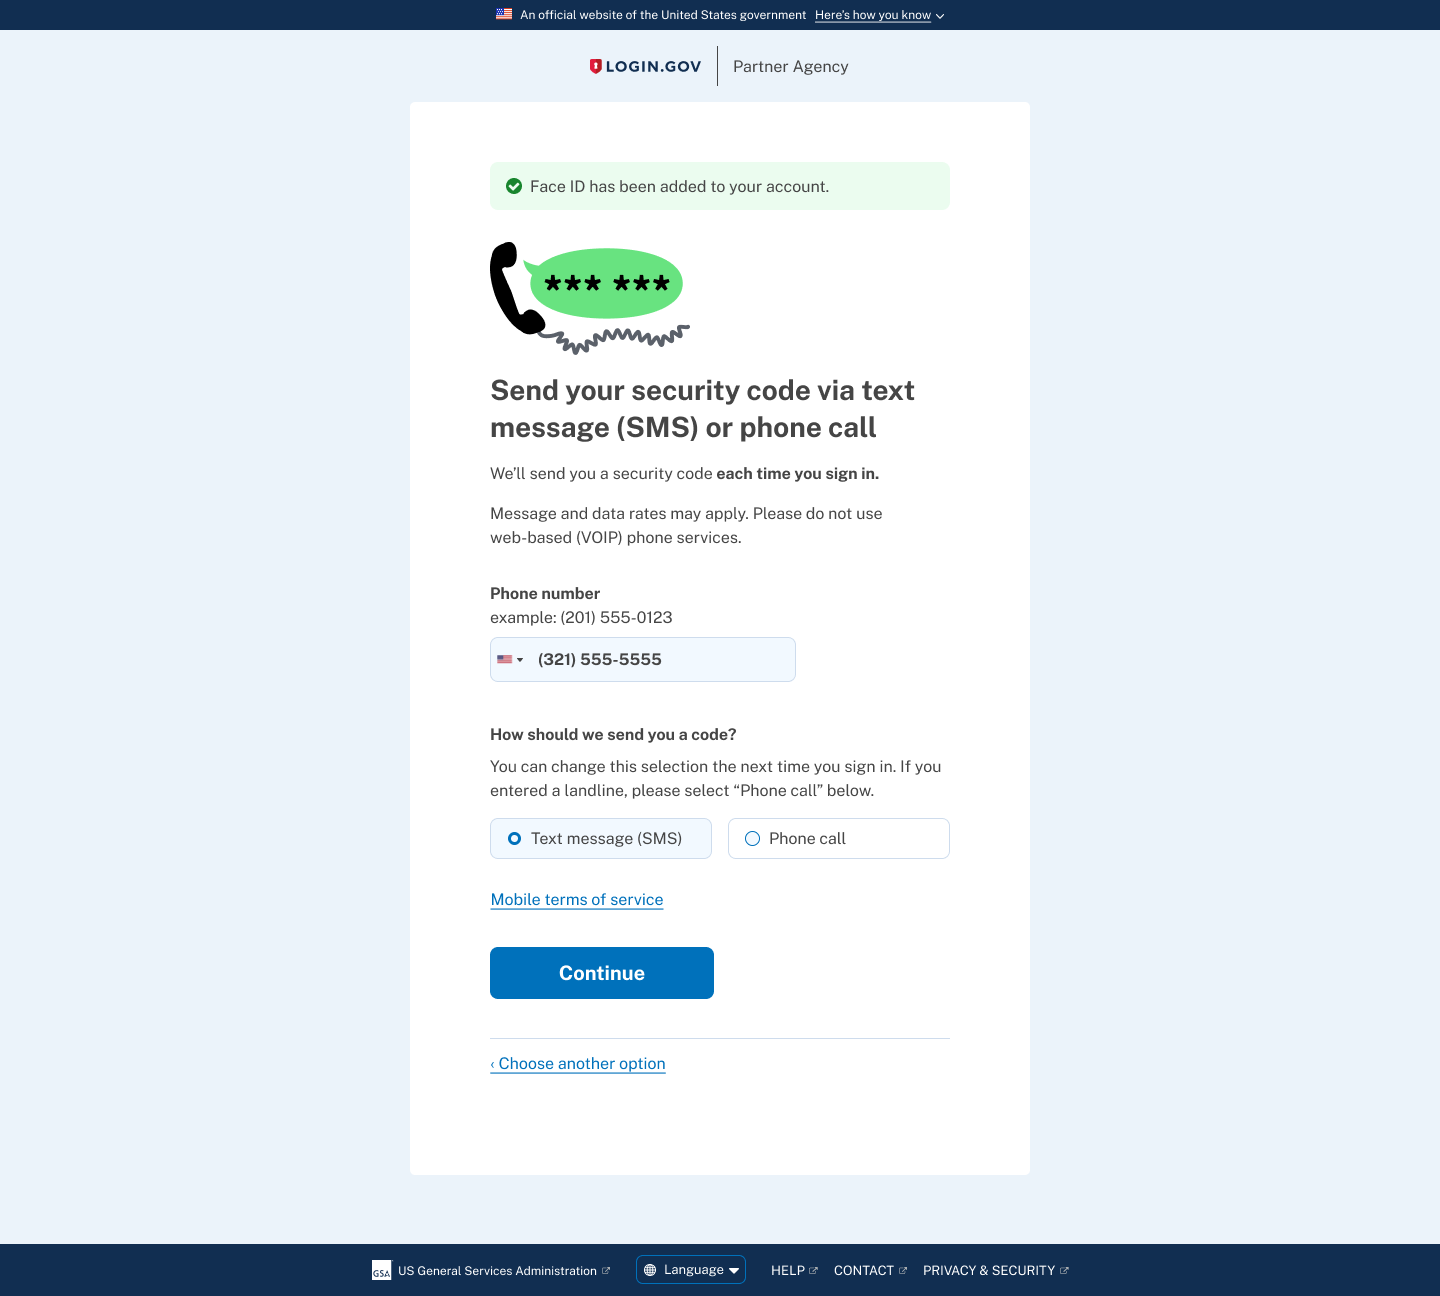 An official website of the United States government Here's how you know
LOGIN.GOV Partner Agency
Face ID has been added to your account.
*** ***
Send your security code via text
message (SMS) or phone call
We’ll send you a security code each time you sign in.
Message and data rates may apply. Please do not use
web-based (VOIP) phone services.
Phone number
example: (201) 555-0123
(321) 555-5555
How should we send you a code?
You can change this selection the next time you sign in. If you
entered a landline, please select “Phone call” below.
Text message (SMS) Phone call
Mobile terms of service
Continue
‹ Choose another option
GSA US General Services Administration Language HELP CONTACT PRIVACY & SECURITY